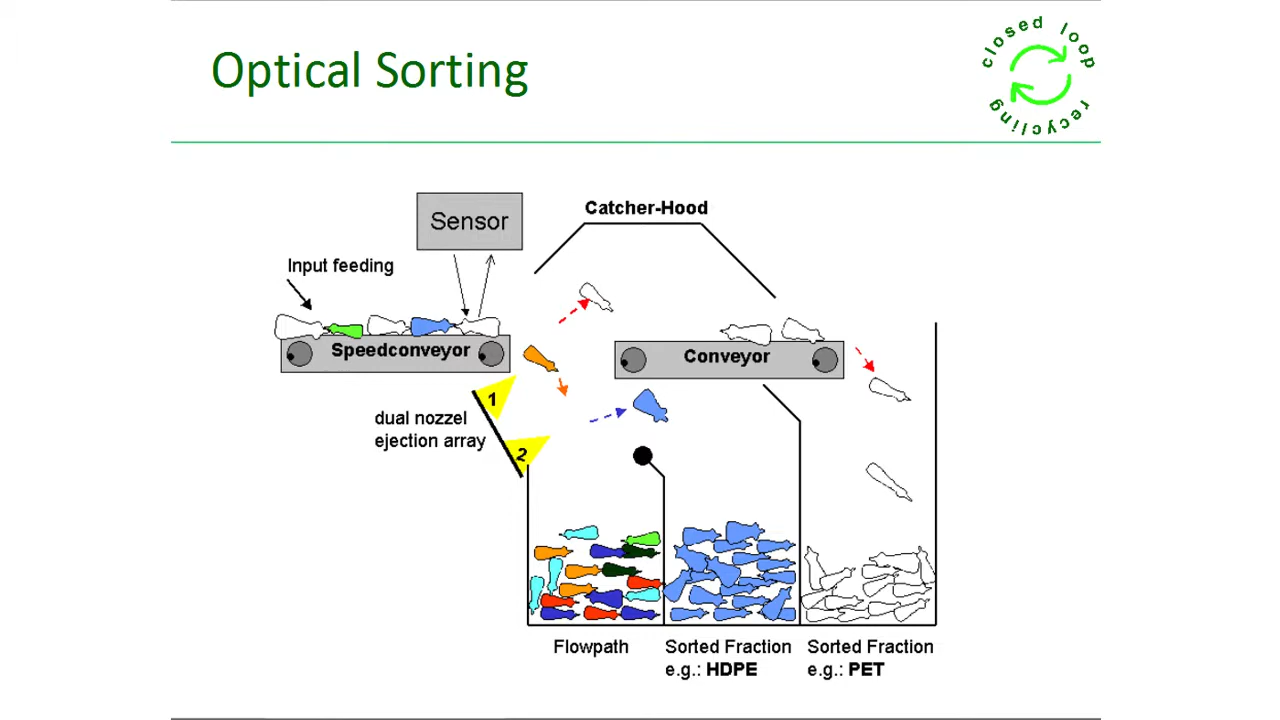 Optical Sorting
closed loop
recycling
Sensor
Catcher-Hood
Input feeding
Speedconveyor
Conveyor
1
dual nozzel
ejection array
2
Flowpath
Sorted Fraction
e.g.: HDPE
Sorted Fraction
e.g.: PET